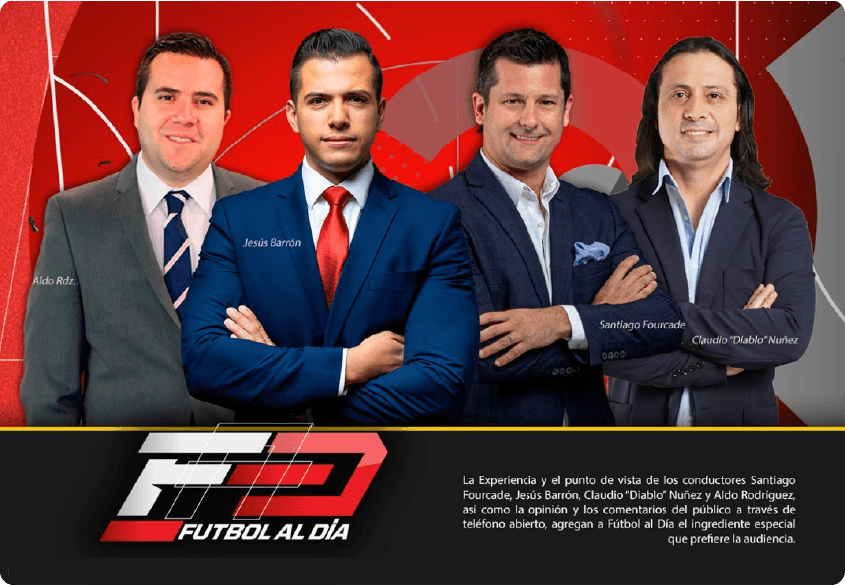 Jesús Barrón
Aldo Rdz.
Santiago Fourcade
Claudio "Diablo" Nuñez
FD
FUTBOL AL DÍA
La Experiencia y el punto de vista de los conductores Santiago
Fourcade, Jesús Barrón, Claudio "Diablo" Nuñez y Aldo Rodríguez,
así como la opinión y los comentarios del público a través de
teléfono abierto, agregan a Fútbol al Día el ingrediente especial
que prefiere la audiencia.